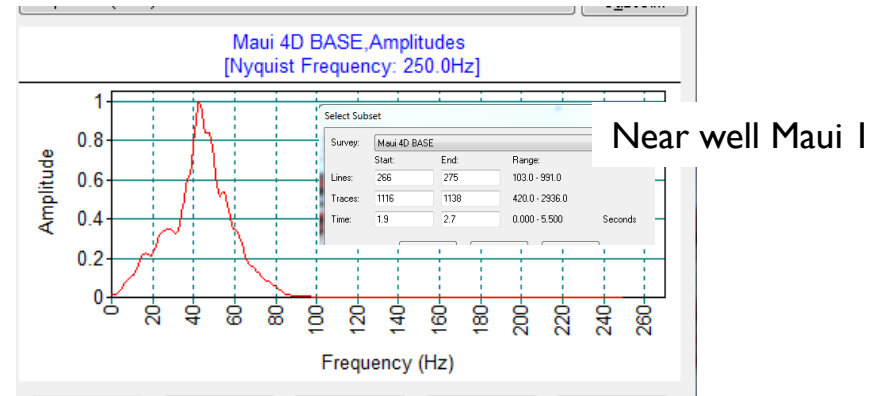 Maui 4D BASE,Amplitudes
[Nyquist Frequency: 250.0Hz]
Select Subset
Survey: Maui 4D BASE
Start: End: Range:
Lines: 266 275 103.0 - 991.0
Traces: 1116 1138 420.0 - 2936.0
Time: 1.9 2.7 0.000 - 5.500 Seconds
Near well Maui 1
Amplitude
1
0.8
0.6
0.4
0.2
0
0 20 40 60 80 100 120 140 160 180 200 220 240 260
Frequency (Hz)